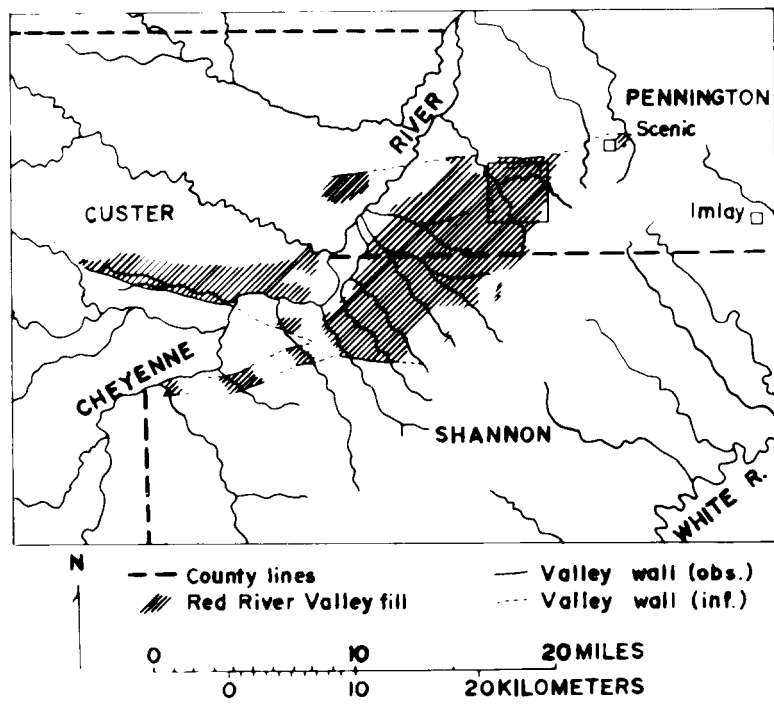 PENNINGTON
Scenic
RIVER
CUSTER
Imlay
CHEYENNE
SHANNON
WHITE R.
N
County lines
Valley wall (obs.)
Red River Valley fill
Valley wall (inf.)
0 10 20 MILES
0 10 20 KILOMETERS